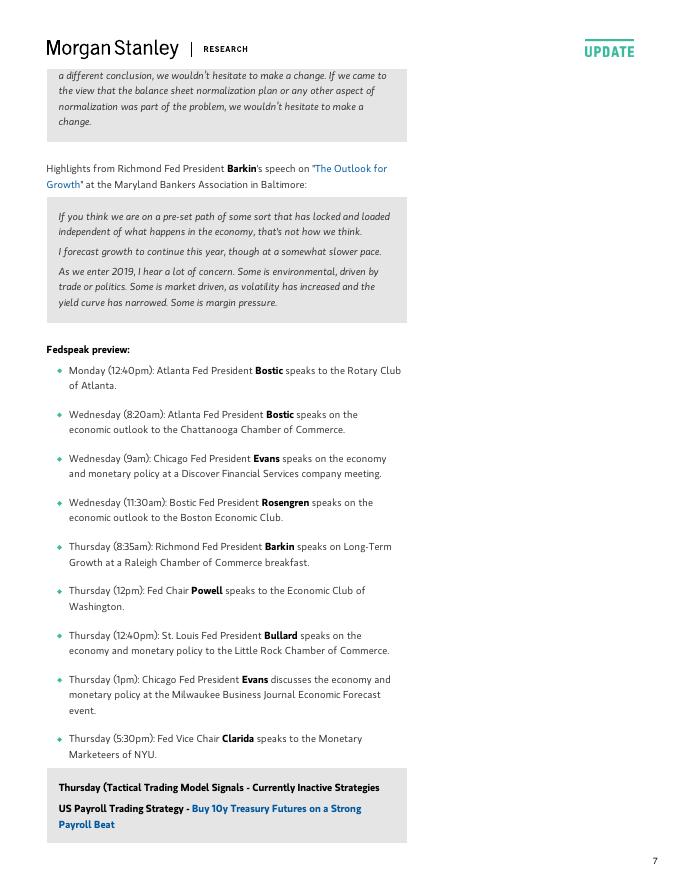 Morgan Stanley | RESEARCH
UPDATE
a different conclusion, we wouldn't hesitate to make a change. If we came to
the view that the balance sheet normalization plan or any other aspect of
normalization was part of the problem, we wouldn't hesitate to make a
change.
Highlights from Richmond Fed President Barkin's speech on "The Outlook for
Growth" at the Maryland Bankers Association in Baltimore:
If you think we are on a pre-set path of some sort that has locked and loaded
independent of what happens in the economy, that's not how we think.
I forecast growth to continue this year, though at a somewhat slower pace.
As we enter 2019, I hear a lot of concern. Some is environmental, driven by
trade or politics. Some is market driven, as volatility has increased and the
yield curve has narrowed. Some is margin pressure.
Fedspeak preview:
◆ Monday (12:40pm): Atlanta Fed President Bostic speaks to the Rotary Club
of Atlanta.
◆ Wednesday (8:20am): Atlanta Fed President Bostic speaks on the
economic outlook to the Chattanooga Chamber of Commerce.
◆ Wednesday (9am): Chicago Fed President Evans speaks on the economy
and monetary policy at a Discover Financial Services company meeting.
◆ Wednesday (11:30am): Bostic Fed President Rosengren speaks on the
economic outlook to the Boston Economic Club.
◆ Thursday (8:35am): Richmond Fed President Barkin speaks on Long-Term
Growth at a Raleigh Chamber of Commerce breakfast.
◆ Thursday (12pm): Fed Chair Powell speaks to the Economic Club of
Washington.
◆ Thursday (12:40pm): St. Louis Fed President Bullard speaks on the
economy and monetary policy to the Little Rock Chamber of Commerce.
◆ Thursday (1pm): Chicago Fed President Evans discusses the economy and
monetary policy at the Milwaukee Business Journal Economic Forecast
event.
◆ Thursday (5:30pm): Fed Vice Chair Clarida speaks to the Monetary
Marketeers of NYU.
Thursday (Tactical Trading Model Signals - Currently Inactive Strategies
US Payroll Trading Strategy - Buy 10y Treasury Futures on a Strong
Payroll Beat
7